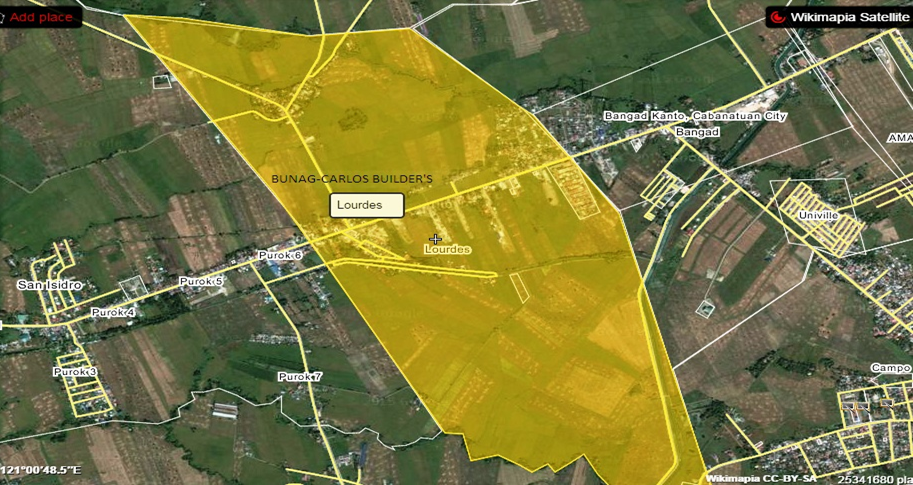 Add place
Wikimapia Satellite
Bangad Kanto, Cabanatuan City
Bangad
AMA
BUNAG-CARLOS BUILDER'S
Lourdes
Univille
Lourdes
Purok 6
San Isidro
Purok 5
Purok 4
Purok 3
Purok 7
Campo
121°00'48.5"E
Wikimapia CC-BY-SA
25341680 pla